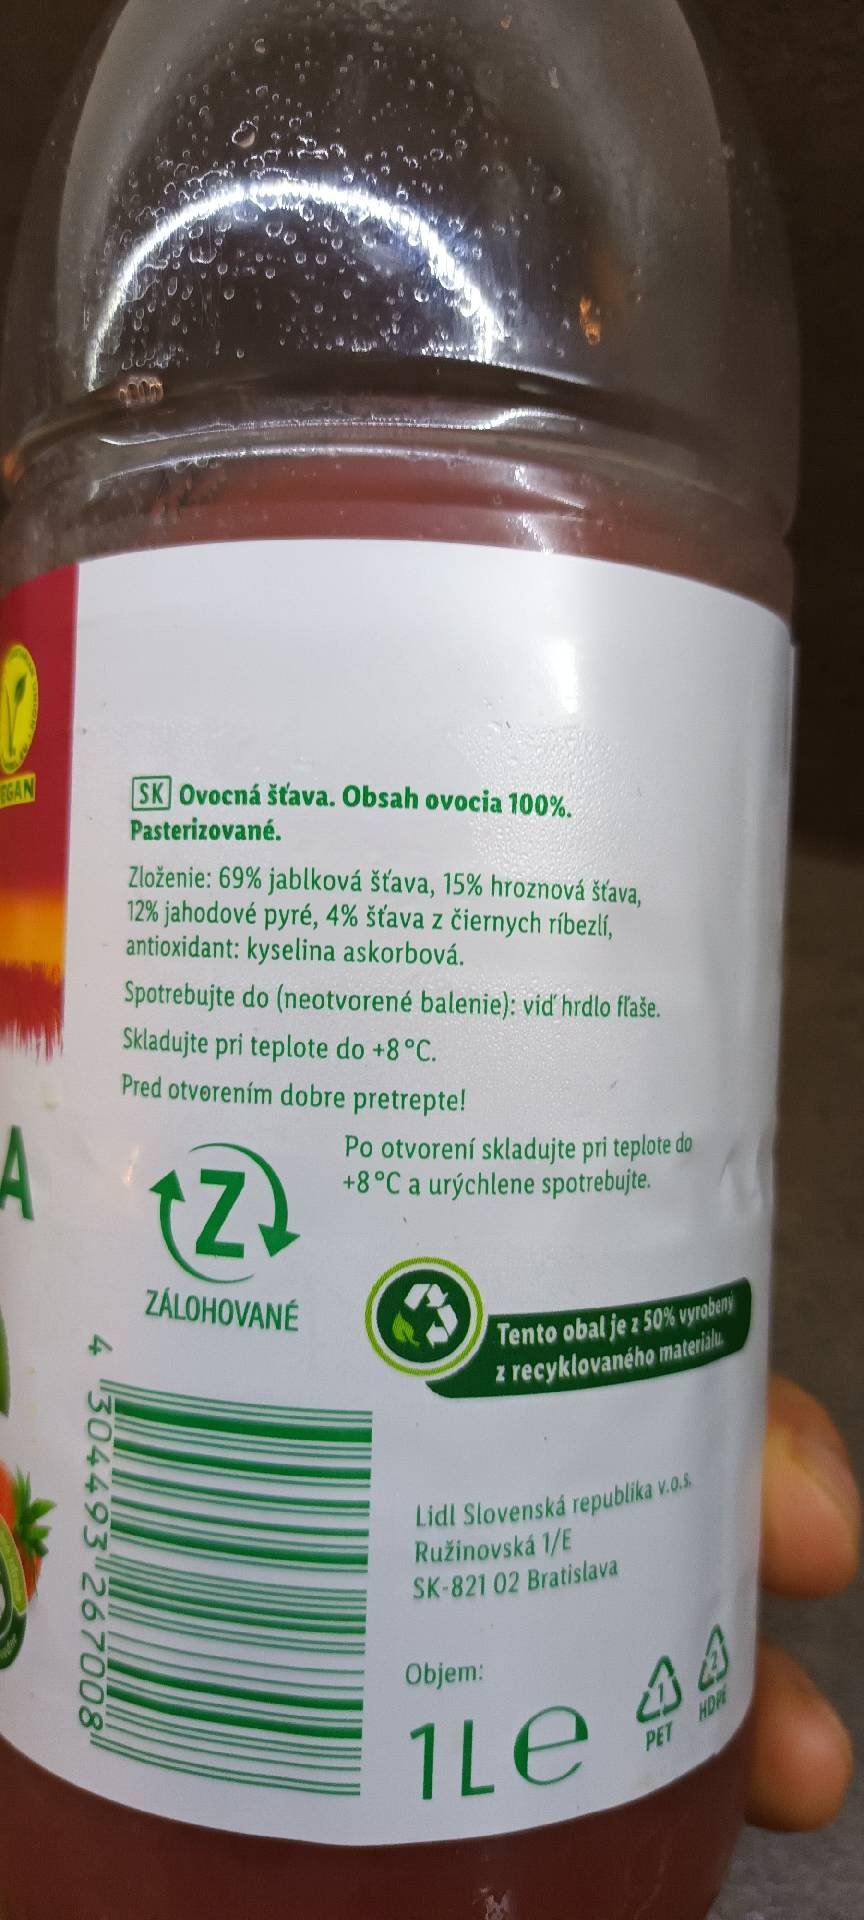 EGAN
SK Ovocná šťava. Obsah ovocia 100%.
Pasterizované.
Zloženie: 69% jablková šťava, 15% hroznová šťava,
12% jahodové pyré, 4% šťava z čiernych ríbezlí,
antioxidant: kyselina askorbová.
Spotrebujte do (neotvorené balenie): viď hrdlo fľaše.
Skladujte pri teplote do +8°C.
Pred otvorením dobre pretrepte!
A
Po otvorení skladujte pri teplote do
+8°C a urýchlene spotrebujte.
Z
ZÁLOHOVANÉ
Tento obal je z 50% vyrobený
z recyklovaného materiálu.
4 304493 267008
Lidl Slovenská republika v.o.s.
Ružinovská 1/E
SK-821 02 Bratislava
Objem:
1L e
1
PET
2
HDPE